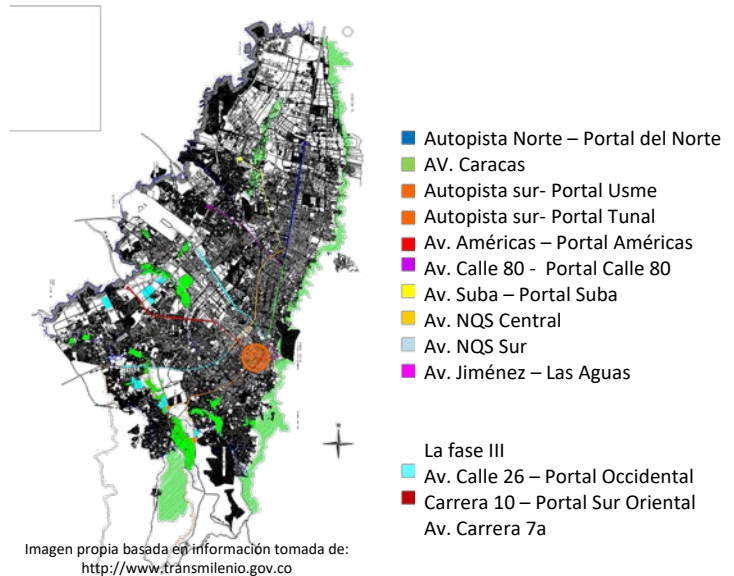 Autopista Norte – Portal del Norte
AV. Caracas
Autopista sur- Portal Usme
Autopista sur- Portal Tunal
Av. Américas – Portal Américas
Av. Calle 80 - Portal Calle 80
Av. Suba – Portal Suba
Av. NQS Central
Av. NQS Sur
Av. Jiménez – Las Aguas
La fase III
Av. Calle 26 – Portal Occidental
Carrera 10 – Portal Sur Oriental
Av. Carrera 7a
Imagen propia basada en información tomada de:
http://www.transmilenio.gov.co